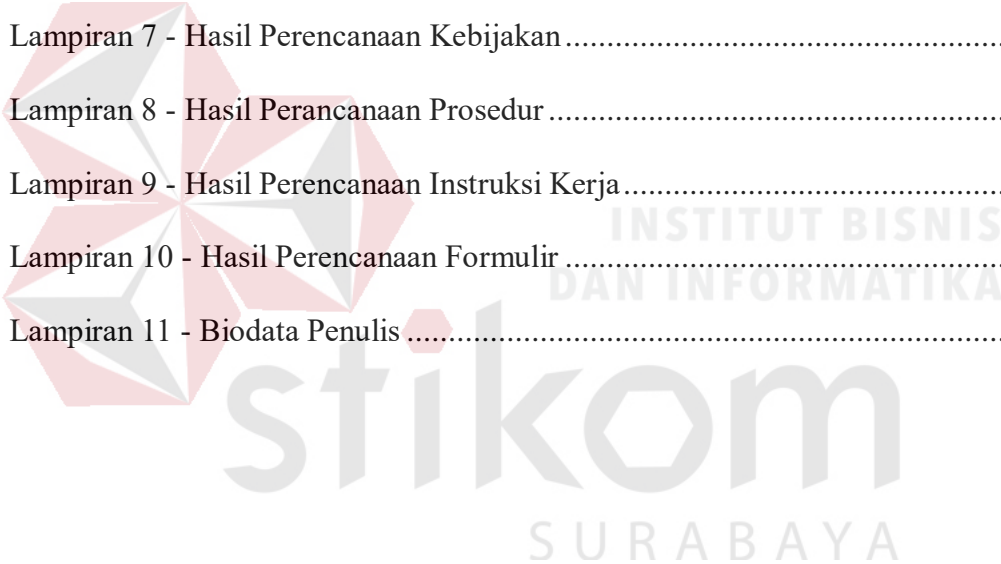 Lampiran 7 - Hasil Perencanaan Kebijakan....................................................
Lampiran 8 - Hasil Perancanaan Prosedur......................................................
Lampiran 9 - Hasil Perencanaan Instruksi Kerja.............................................
INSTITUT BISNIS
Lampiran 10 - Hasil Perencanaan Formulir ....................................................
DAN INFORMATIKA
Lampiran 11 - Biodata Penulis.......................................................................
stikom
SURABAYA